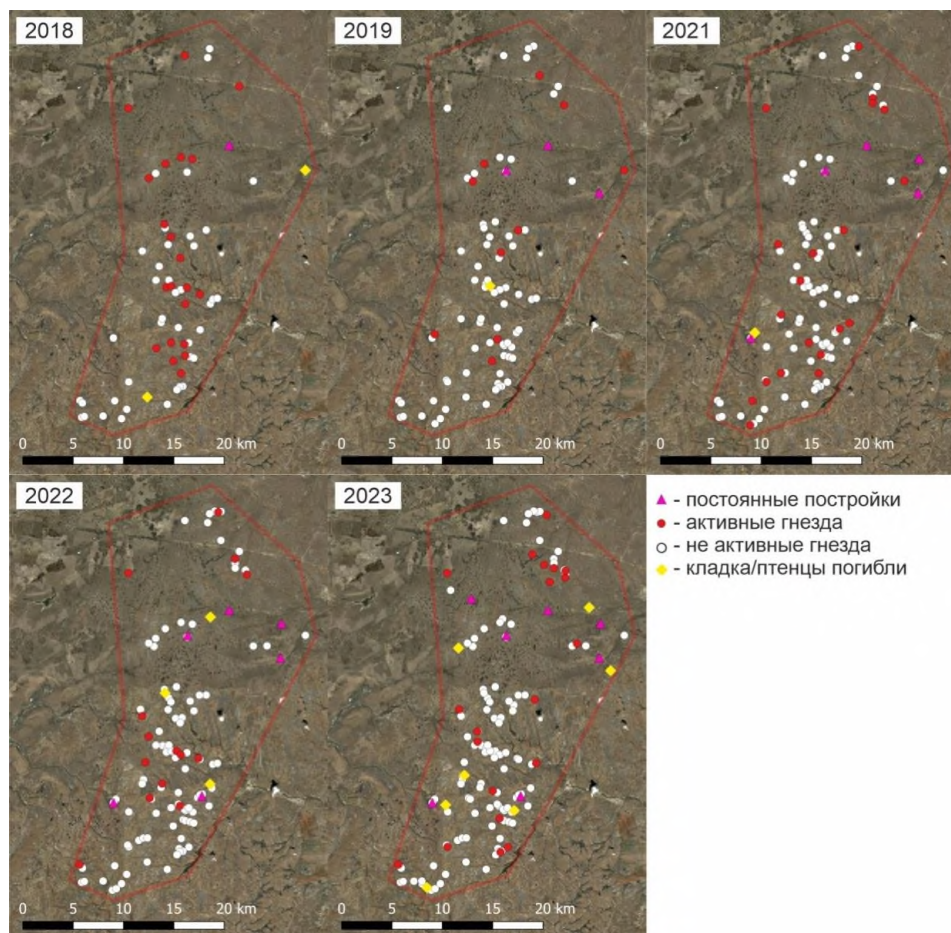 2018
2019
2021
0 5 10 15 20 km
0 5 10 15 20 km
0 5 10 15 20 km
2022
2023
0 5 10 15 20 km
0 5 10 15 20 km
- постоянные постройки
- активные гнезда
- не активные гнезда
- кладка/птенцы погибли